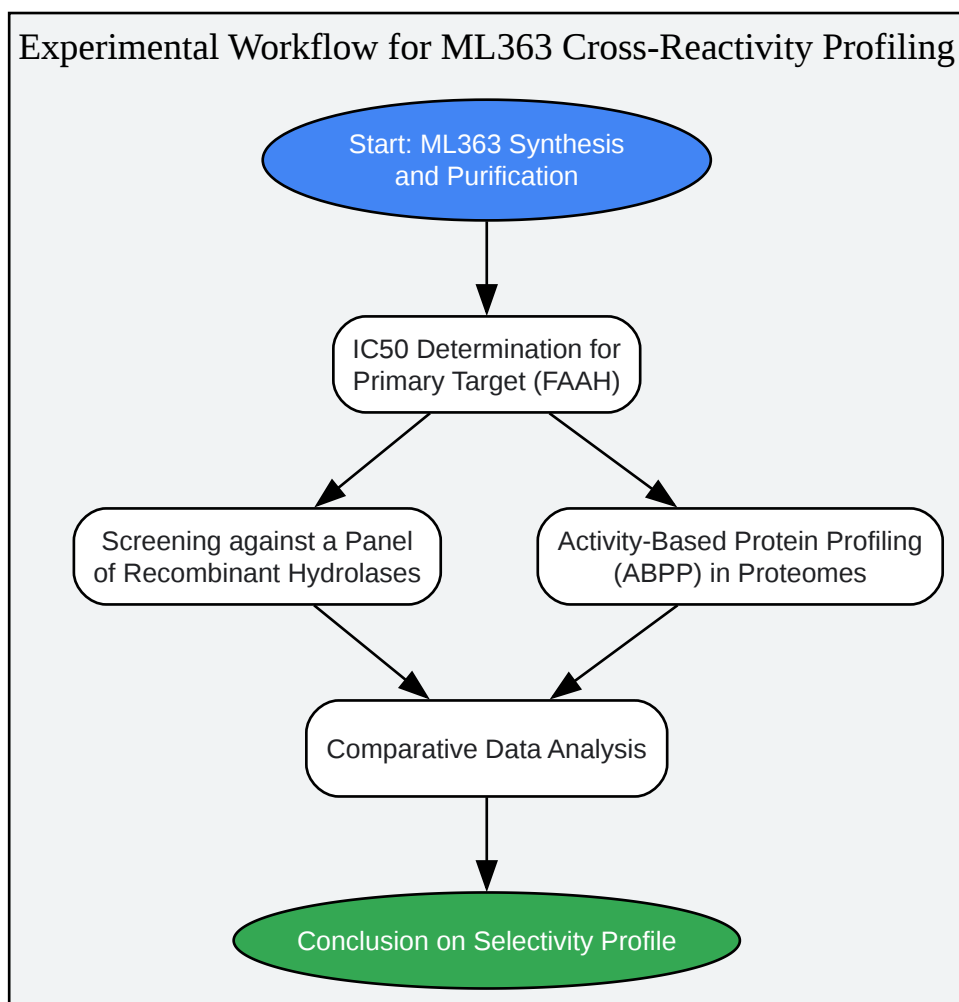 Experimental Workflow for ML363 Cross-Reactivity Profiling
Start: ML363 Synthesis
and Purification
IC50 Determination for
Primary Target (FAAH)
Screening against a Panel
of Recombinant Hydrolases
Activity-Based Protein Profiling
(ABPP) in Proteomes
Comparative Data Analysis
Conclusion on Selectivity Profile